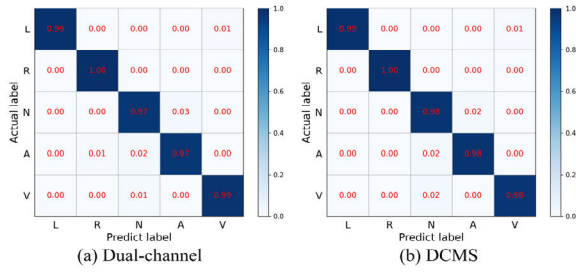 L 0.99 0.00 0.00 0.00 0.01
R 0.00 1.00 0.00 0.00 0.00
N 0.00 0.00 0.97 0.03 0.00
A 0.00 0.01 0.02 0.97 0.00
V 0.00 0.00 0.01 0.00 0.99
L R N A V
Actual label
Predict label
1.0
0.8
0.6
0.4
0.2
0.0
(a) Dual-channel
L 0.99 0.00 0.00 0.00 0.01
R 0.00 1.00 0.00 0.00 0.00
N 0.00 0.00 0.98 0.02 0.00
A 0.00 0.00 0.02 0.98 0.00
V 0.00 0.00 0.02 0.00 0.98
L R N A V
Actual label
Predict label
1.0
0.8
0.6
0.4
0.2
0.0
(b) DCMS